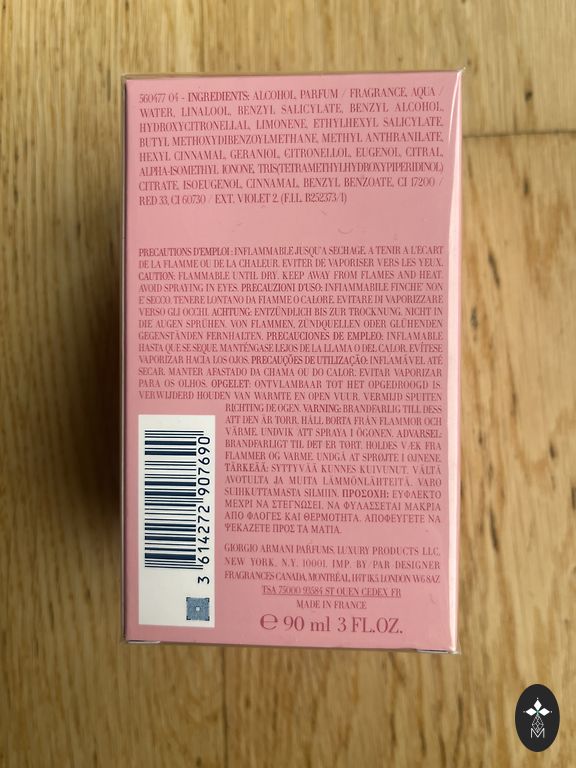 560477 04 - INGREDIENTS: ALCOHOL, PARFUM / FRAGRANCE, AQUA /
WATER, LINALOOL, BENZYL SALICYLATE, BENZYL ALCOHOL,
HYDROXYCITRONELLAL, LIMONENE, ETHYLHEXYL SALICYLATE,
BUTYL METHOXYDIBENZOYLMETHANE, METHYL ANTHRANILATE,
HEXYL CINNAMAL, GERANIOL, CITRONELLOL, EUGENOL, CITRAL,
ALPHA-ISOMETHYL IONONE, TRIS(TETRAMETHYLHYDROXYPIPERIDINOL)
CITRATE, ISOEUGENOL, CINNAMAL, BENZYL BENZOATE, CI 17200 /
RED 33, CI 60730 / EXT. VIOLET 2. (F.I.L. B252373/1)
PRECAUTIONS D'EMPLOI: INFLAMMABLE JUSQU'A SECHAGE. A TENIR A L'ECART
DE LA FLAMME OU DE LA CHALEUR. EVITER DE VAPORISER VERS LES YEUX.
CAUTION: FLAMMABLE UNTIL DRY. KEEP AWAY FROM FLAMES AND HEAT.
AVOID SPRAYING IN EYES. PRECAUZIONI D'USO: INFIAMMABILE FINCHE' NON
E SECCO. TENERE LONTANO DA FIAMME O CALORE. EVITARE DI VAPORIZZARE
VERSO GLI OCCHI. ACHTUNG: ENTZÜNDLICH BIS ZUR TROCKNUNG. NICHT IN
DIE AUGEN SPRÜHEN. VON FLAMMEN, ZÜNDQUELLEN ODER GLÜHENDEN
GEGENSTÄNDEN FERNHALTEN. PRECAUCIONES DE EMPLEO: INFLAMABLE
HASTA QUE SE SEQUE. MANTÉNGASE LEJOS DE LA LLAMA O DEL CALOR. EVÍTESE
VAPORIZAR HACIA LOS OJOS. PRECAUÇÕES DE UTILIZAÇÃO: INFLAMÁVEL ATÉ
SECAR. MANTER AFASTADO DA CHAMA OU DO CALOR. EVITAR VAPORIZAR
PARA OS OLHOS. OPGELET: ONTVLAMBAAR TOT HET OPGEDROOGD IS.
VERWIJDERD HOUDEN VAN WARMTE EN OPEN VUUR. VERMIJD SPUITEN
RICHTING DE OGEN. VARNING: BRANDFARLIG TILL DESS
ATT DEN ÄR TORR. HÅLL BORTA FRÅN FLAMMOR OCH
VÄRME. UNDVIK ATT SPRAYA I ÖGONEN. ADVARSEL:
BRANDFARLIGT TIL DET ER TØRT. HOLDES VÆK FRA
FLAMMER OG VARME. UNDGÅ AT SPRØJTE I ØJNENE.
TÄRKEÄÄ: SYTTYVÄÄ KUNNES KUIVUNUT. VÄLTÄ
AVOTULTA JA MUITA LÄMMÖNLÄHTEITÄ. VARO
SUIHKUTTAMASTA SILMIIN. ΠΡΟΣΟΧΗ: ΕΥΦΛΕΚΤΟ
ΜΕΧΡΙ ΝΑ ΣΤΕΓΝΩΣΕΙ. ΝΑ ΦΥΛΑΣΣΕΤΑΙ ΜΑΚΡΙΑ
ΑΠΟ ΦΛΟΓΕΣ ΚΑΙ ΘΕΡΜΟΤΗΤΑ. ΑΠΟΦΕΥΓΕΤΕ ΝΑ
ΨΕΚΑΖΕΤΕ ΠΡΟΣ ΤΑ ΜΑΤΙΑ.
3 614272 907690
GIORGIO ARMANI PARFUMS, LUXURY PRODUCTS LLC,
NEW YORK, N.Y. 10001. IMP. BY / PAR DESIGNER
FRAGRANCES CANADA, MONTRÉAL, H4T 1K5. LONDON W6 8AZ
TSA 75000 93584 ST OUEN CEDEX, FR
MADE IN FRANCE
℮ 90 ml 3 FL.OZ.